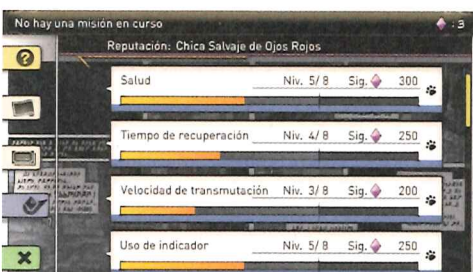 No hay una misión en curso : 3
Reputación: Chica Salvaje de Ojos Rojos
Salud Niv. 5/ 8 Sig. 300
Tiempo de recuperación Niv. 4/ 8 Sig. 250
Velocidad de transmutación Niv. 3/ 8 Sig. 200
Uso de indicador Niv. 5/ 8 Sig. 250